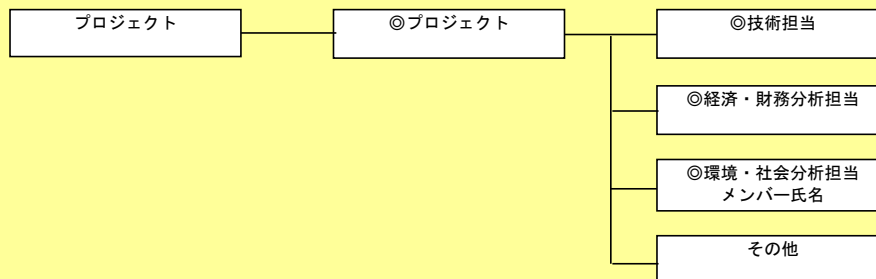 プロジェクト
◎プロジェクト
◎技術担当
◎経済・財務分析担当
◎環境・社会分析担当
メンバー氏名
その他